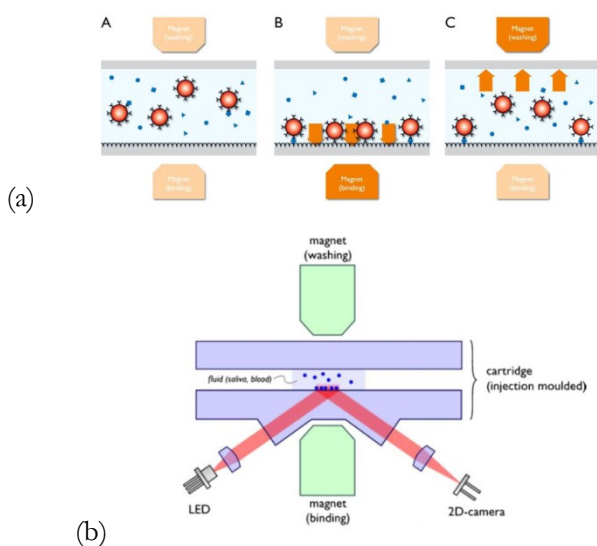 A
B
C
Magnet
(washing)
Magnet
(washing)
Magnet
(washing)
Magnet
(binding)
Magnet
(binding)
Magnet
(binding)
(a)
magnet
(washing)
fluid (saliva, blood)
cartridge
(injection moulded)
LED
magnet
(binding)
2D-camera
(b)